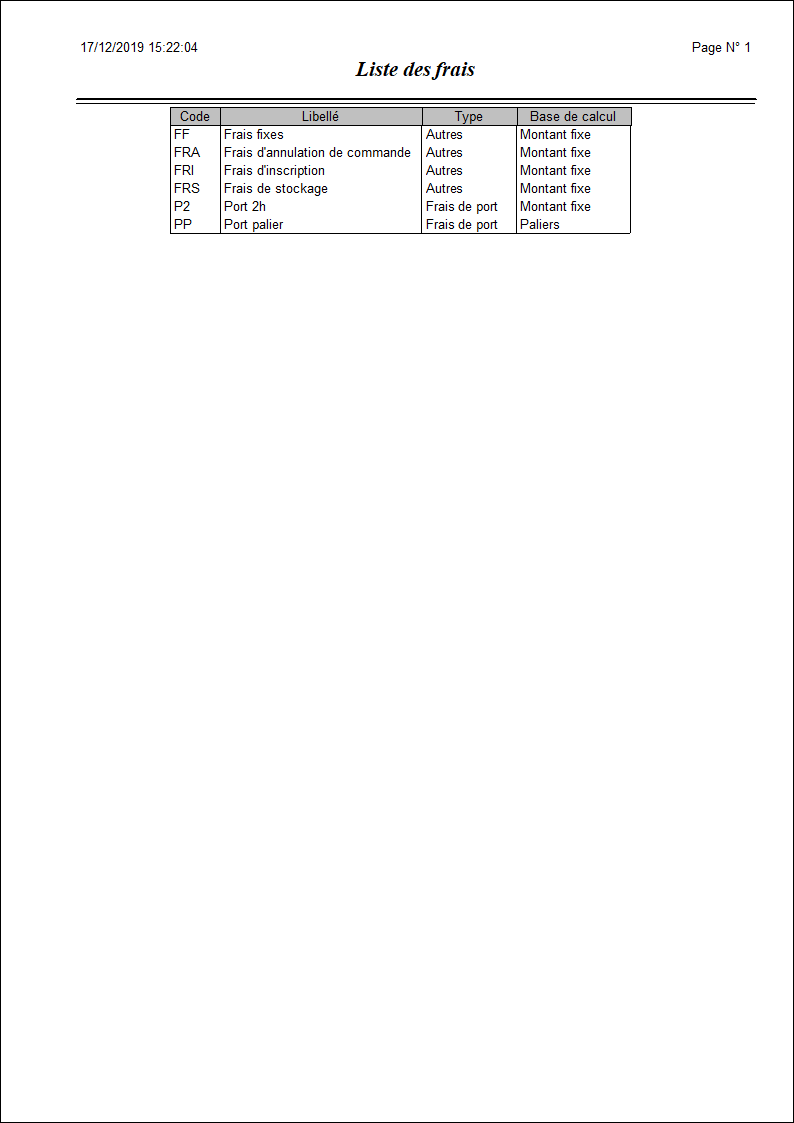 17/12/2019 15:22:04 Page N° 1
Liste des frais
Code Libellé Type Base de calcul
FF Frais fixes Autres Montant fixe
FRA Frais d'annulation de commande Autres Montant fixe
FRI Frais d'inscription Autres Montant fixe
FRS Frais de stockage Autres Montant fixe
P2 Port 2h Frais de port Montant fixe
PP Port palier Frais de port Paliers